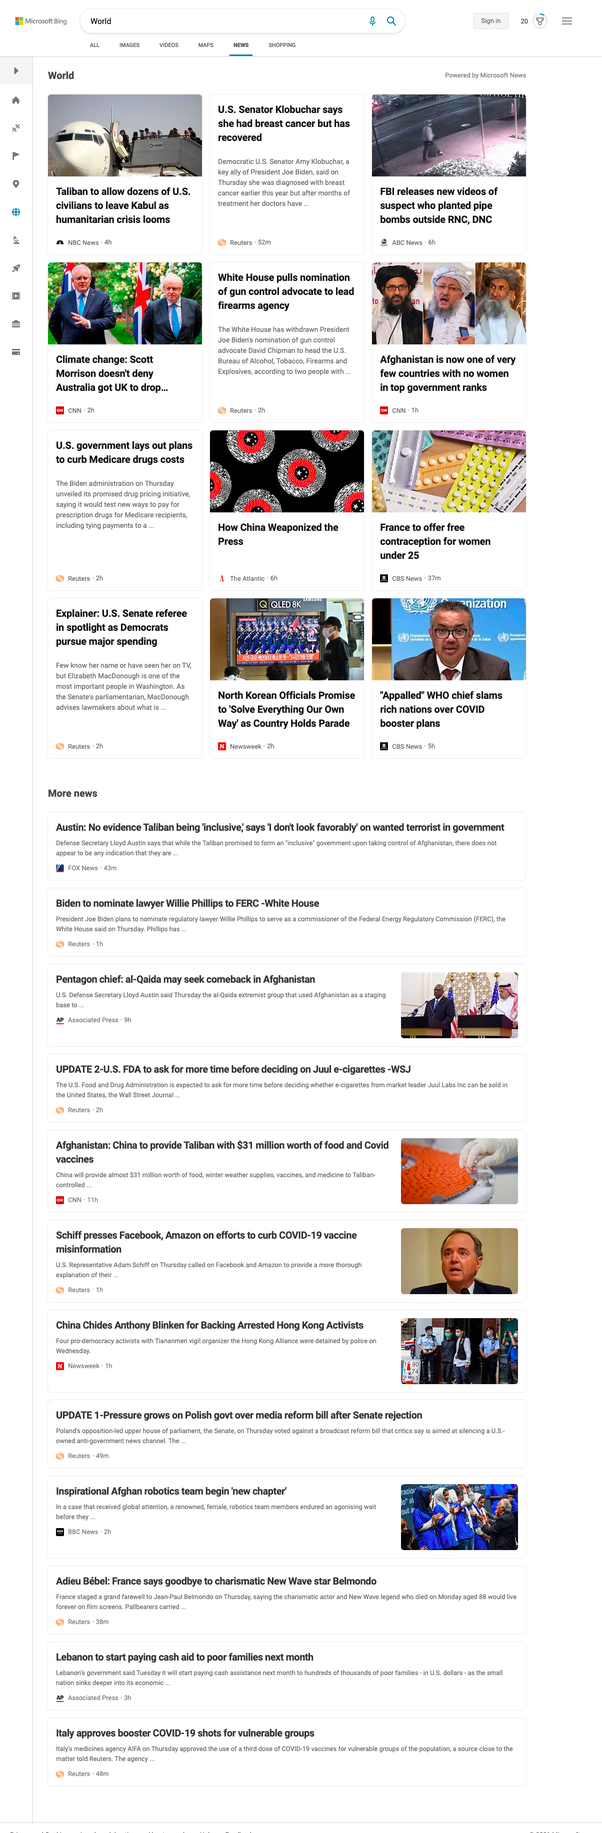 Microsoft Bing
World
Sign in
20
ALL
IMAGES
VIDEOS
MAPS
NEWS
SHOPPING
World
Powered by Microsoft News
Taliban to allow dozens of U.S.
civilians to leave Kabul as
humanitarian crisis looms
NBC News · 4h
U.S. Senator Klobuchar says
she had breast cancer but has
recovered
Democratic U.S. Senator Amy Klobuchar, a
key ally of President Joe Biden, said on
Thursday she was diagnosed with breast
cancer earlier this year but after months of
treatment her doctors have ...
Reuters · 52m
FBI releases new videos of
suspect who planted pipe
bombs outside RNC, DNC
ABC News · 6h
Climate change: Scott
Morrison doesn't deny
Australia got UK to drop...
CNN · 2h
White House pulls nomination
of gun control advocate to lead
firearms agency
The White House has withdrawn President
Joe Biden's nomination of gun control
advocate David Chipman to head the U.S.
Bureau of Alcohol, Tobacco, Firearms and
Explosives, according to two people with ...
Reuters · 2h
Afghanistan is now one of very
few countries with no women
in top government ranks
CNN · 1h
U.S. government lays out plans
to curb Medicare drugs costs
The Biden administration on Thursday
unveiled its promised drug pricing initiative,
saying it would test new ways to pay for
prescription drugs for Medicare recipients,
including tying payments to a ...
Reuters · 2h
How China Weaponized the
Press
The Atlantic · 6h
France to offer free
contraception for women
under 25
CBS News · 37m
Explainer: U.S. Senate referee
in spotlight as Democrats
pursue major spending
Few know her name or have seen her on TV,
but Elizabeth MacDonough is one of the
most important people in Washington. As
the Senate's parliamentarian, MacDonough
advises lawmakers about what is ...
Reuters · 2h
QLED 8K
North Korean Officials Promise
to 'Solve Everything Our Own
Way' as Country Holds Parade
Newsweek · 2h
"Appalled" WHO chief slams
rich nations over COVID
booster plans
CBS News · 5h
More news
Austin: No evidence Taliban being 'inclusive,' says 'I don't look favorably' on wanted terrorist in government
Defense Secretary Lloyd Austin says that while the Taliban promised to form an "inclusive" government upon taking control of Afghanistan, there does not
appear to be any indication that they are ...
FOX News · 43m
Biden to nominate lawyer Willie Phillips to FERC -White House
President Joe Biden plans to nominate regulatory lawyer Willie Phillips to serve as a commissioner of the Federal Energy Regulatory Commission (FERC), the
White House said on Thursday. Phillips has ...
Reuters · 1h
Pentagon chief: al-Qaida may seek comeback in Afghanistan
U.S. Defense Secretary Lloyd Austin said Thursday the al-Qaida extremist group that used Afghanistan as a staging
base to ...
AP Associated Press · 9h
UPDATE 2-U.S. FDA to ask for more time before deciding on Juul e-cigarettes -WSJ
The U.S. Food and Drug Administration is expected to ask for more time before deciding whether e-cigarettes from market leader Juul Labs Inc can be sold in
the United States, the Wall Street Journal ...
Reuters · 2h
Afghanistan: China to provide Taliban with $31 million worth of food and Covid
vaccines
China will provide almost $31 million worth of food, winter weather supplies, vaccines, and medicine to Taliban-
controlled ...
CNN · 11h
Schiff presses Facebook, Amazon on efforts to curb COVID-19 vaccine
misinformation
U.S. Representative Adam Schiff on Thursday called on Facebook and Amazon to provide a more thorough
explanation of their ...
Reuters · 1h
China Chides Anthony Blinken for Backing Arrested Hong Kong Activists
Four pro-democracy activists with Tiananmen vigil organizer the Hong Kong Alliance were detained by police on
Wednesday.
Newsweek · 1h
UPDATE 1-Pressure grows on Polish govt over media reform bill after Senate rejection
Poland's opposition-led upper house of parliament, the Senate, on Thursday voted against a broadcast reform bill that critics say is aimed at silencing a U.S.-
owned anti-government news channel. The ...
Reuters · 49m
Inspirational Afghan robotics team begin 'new chapter'
In a case that received global attention, a renowned, female, robotics team members endured an agonising wait
before they ...
BBC News · 2h
Adieu Bébel: France says goodbye to charismatic New Wave star Belmondo
France staged a grand farewell to Jean-Paul Belmondo on Thursday, saying the charismatic actor and New Wave legend who died on Monday aged 88 would live
forever on film screens. Pallbearers carried ...
Reuters · 38m
Lebanon to start paying cash aid to poor families next month
Lebanon's government said Tuesday it will start paying cash assistance next month to hundreds of thousands of poor families - in U.S. dollars - as the small
nation sinks deeper into its economic ...
AP Associated Press · 3h
Italy approves booster COVID-19 shots for vulnerable groups
Italy's medicines agency AIFA on Thursday approved the use of a third dose of COVID-19 vaccines for vulnerable groups of the population, a source close to the
matter told Reuters. The agency ...
Reuters · 48m